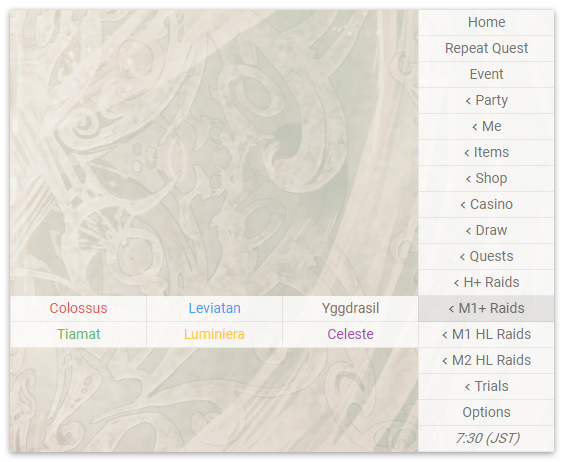 Home
Repeat Quest
Event
< Party
< Me
< Items
< Shop
< Casino
< Draw
< Quests
< H+ Raids
Colossus Leviatan Yggdrasil < M1+ Raids
Tiamat Luminiera Celeste < M1 HL Raids
< M2 HL Raids
< Trials
Options
7:30 (JST)